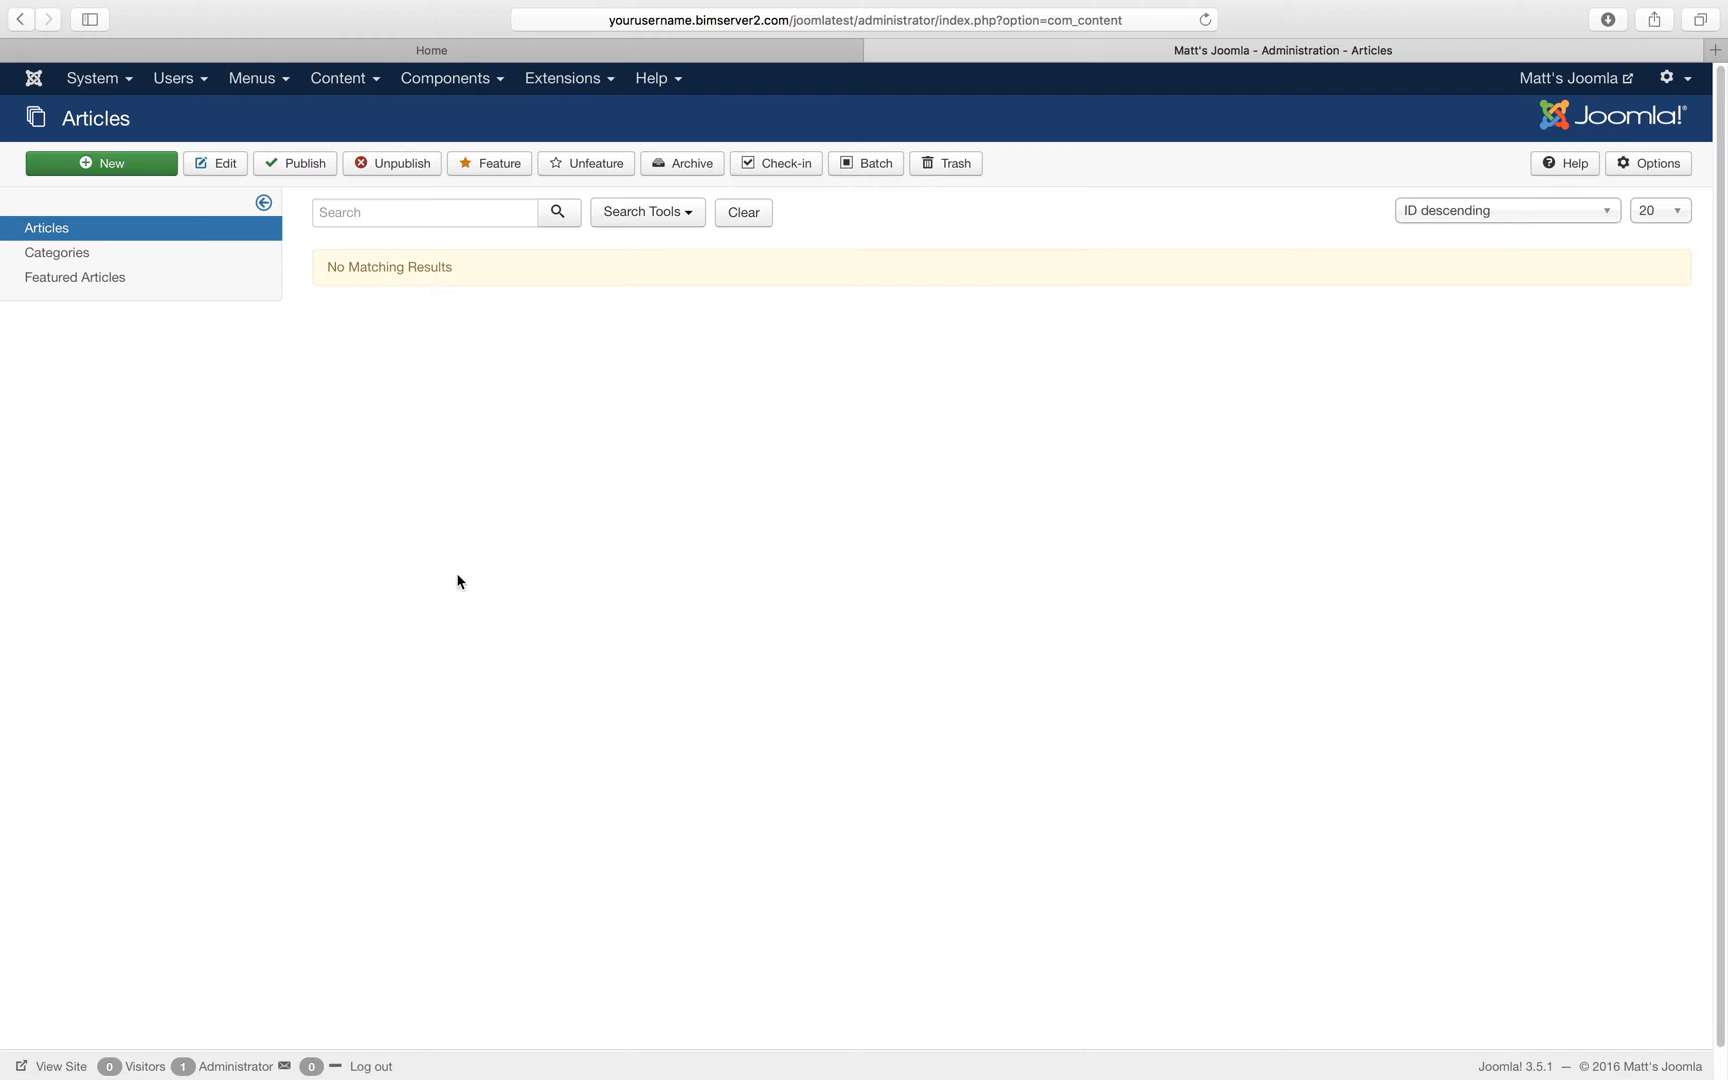 yourusername.bimserver2.com/joomlatest/administrator/index.php?option=com_content
Home
Matt's Joomla - Administration - Articles
System Users Menus Content Components Extensions Help Matt's Joomla
Articles Joomla!®
New Edit Publish Unpublish Feature Unfeature Archive Check-in Batch Trash Help Options
Search Search Tools Clear ID descending 20
Articles
Categories
Featured Articles
No Matching Results
View Site 0 Visitors 1 Administrator 0 Log out Joomla! 3.5.1 — © 2016 Matt's Joomla